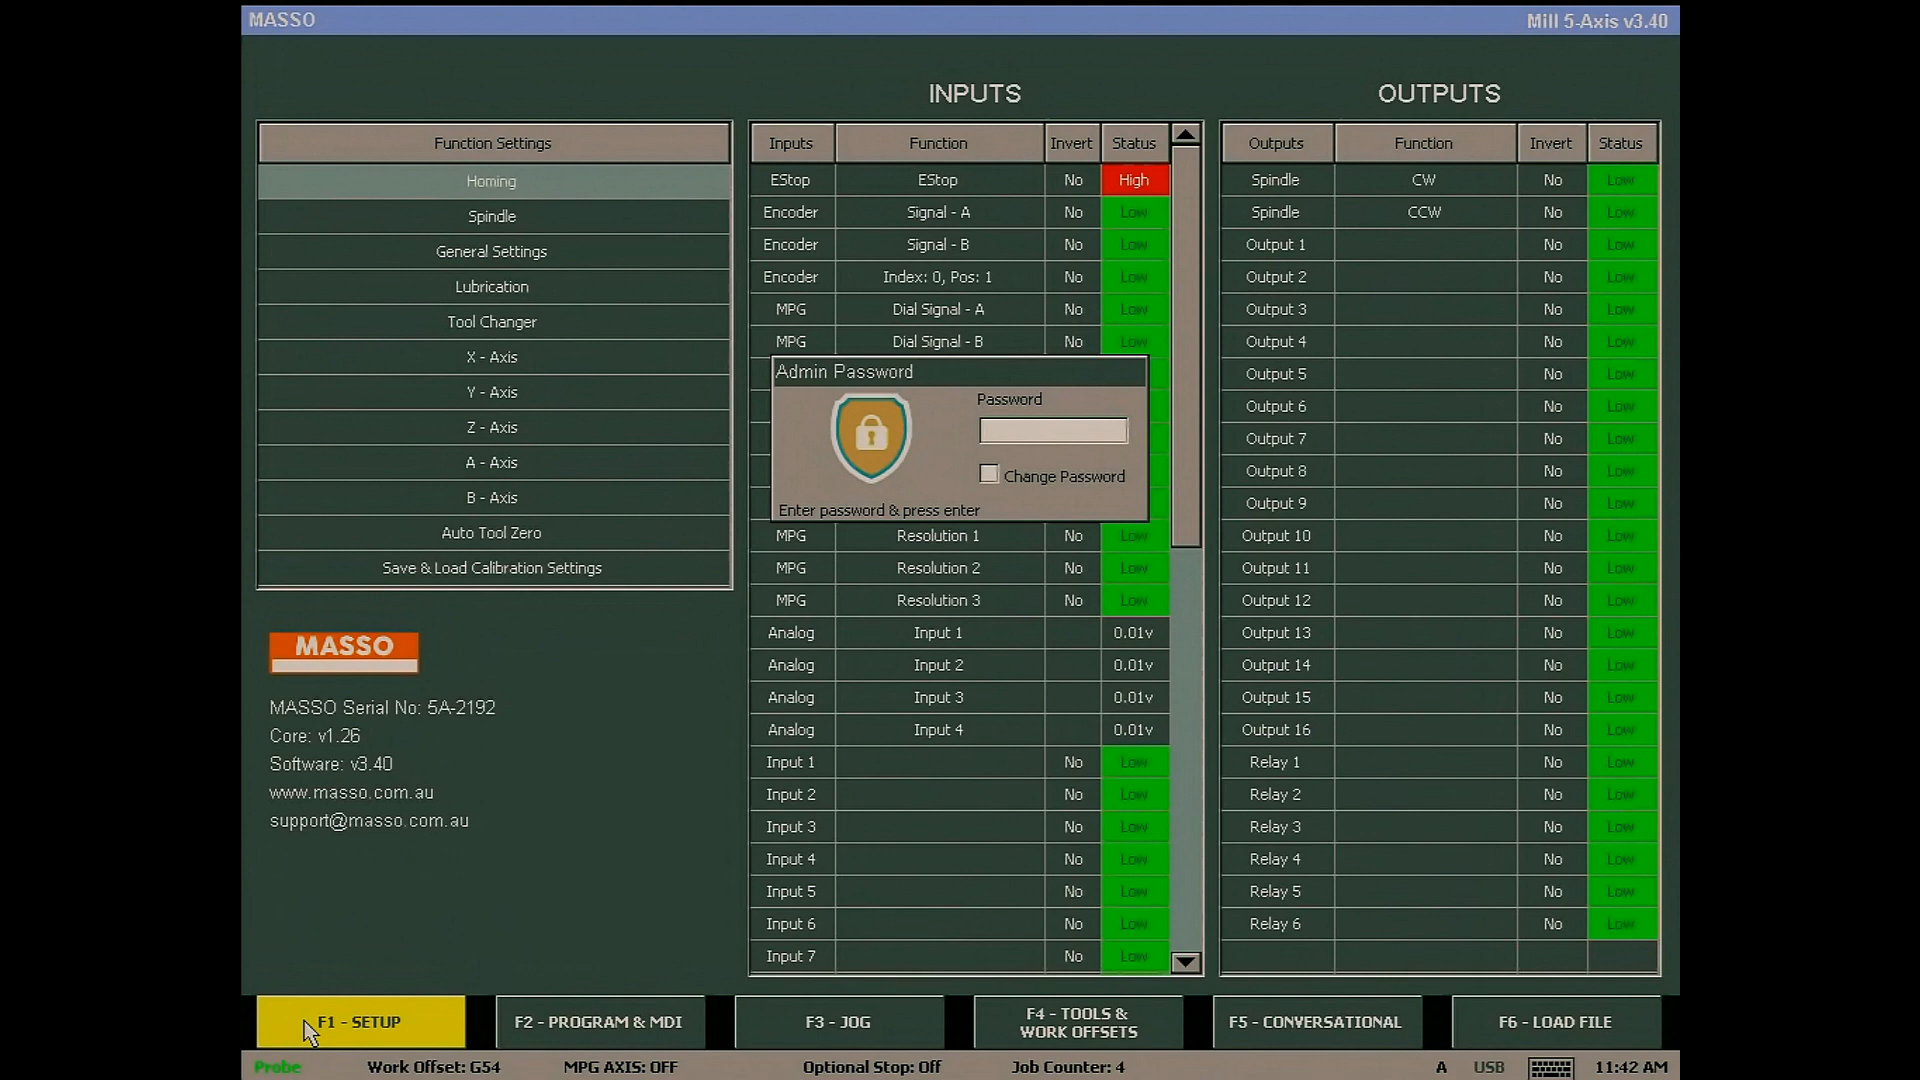 MASSO
Mill 5-Axis v3.40
INPUTS
OUTPUTS
Function Settings
Homing
Spindle
General Settings
Lubrication
Tool Changer
X - Axis
Y - Axis
Z - Axis
A - Axis
B - Axis
Auto Tool Zero
Save & Load Calibration Settings
MASSO
MASSO Serial No: 5A-2192
Core: v1.26
Software: v3.40
www.masso.com.au
support@masso.com.au
Inputs Function Invert Status
EStop EStop No High
Encoder Signal - A No Low
Encoder Signal - B No Low
Encoder Index: 0, Pos: 1 No Low
MPG Dial Signal - A No Low
MPG Dial Signal - B No Low
Admin Password
Password
Change Password
Enter password & press enter
MPG Resolution 1 No Low
MPG Resolution 2 No Low
MPG Resolution 3 No Low
Analog Input 1 0.01v
Analog Input 2 0.01v
Analog Input 3 0.01v
Analog Input 4 0.01v
Input 1 No Low
Input 2 No Low
Input 3 No Low
Input 4 No Low
Input 5 No Low
Input 6 No Low
Input 7 No Low
Outputs Function Invert Status
Spindle CW No Low
Spindle CCW No Low
Output 1 No Low
Output 2 No Low
Output 3 No Low
Output 4 No Low
Output 5 No Low
Output 6 No Low
Output 7 No Low
Output 8 No Low
Output 9 No Low
Output 10 No Low
Output 11 No Low
Output 12 No Low
Output 13 No Low
Output 14 No Low
Output 15 No Low
Output 16 No Low
Relay 1 No Low
Relay 2 No Low
Relay 3 No Low
Relay 4 No Low
Relay 5 No Low
Relay 6 No Low
F1 - SETUP
F2 - PROGRAM & MDI
F3 - JOG
F4 - TOOLS &
WORK OFFSETS
F5 - CONVERSATIONAL
F6 - LOAD FILE
Probe Work Offset: G54 MPG AXIS: OFF Optional Stop: Off Job Counter: 4 A USB 11:42 AM